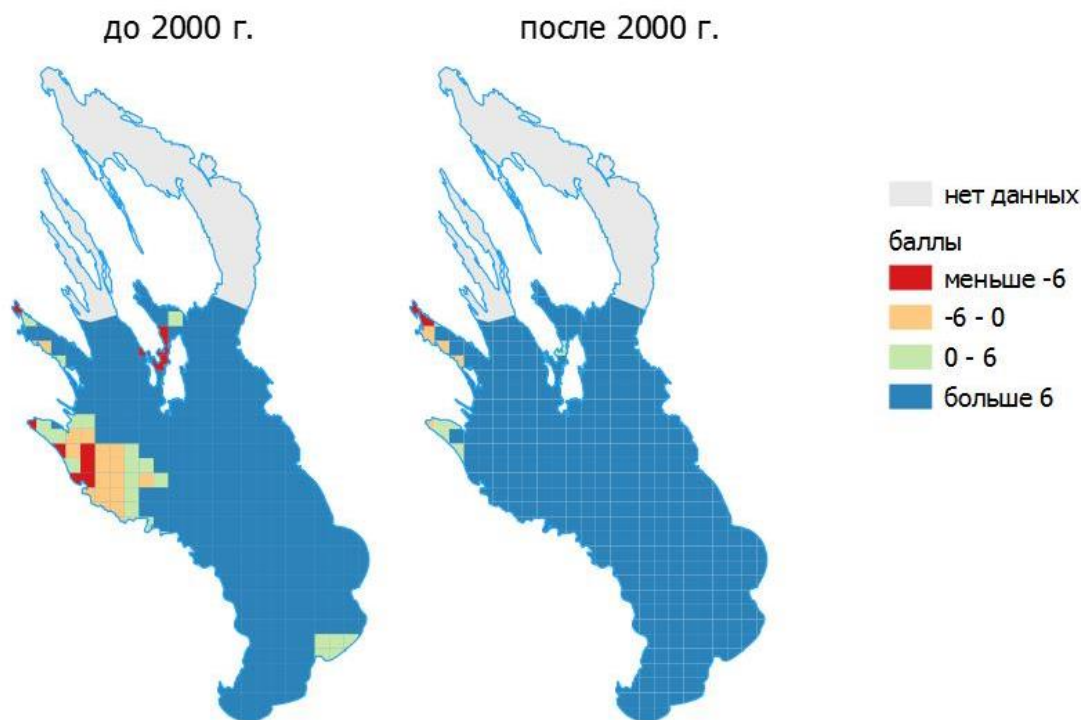 до 2000 г.
после 2000 г.
нет данных
баллы
меньше -6
-6 - 0
0 - 6
больше 6